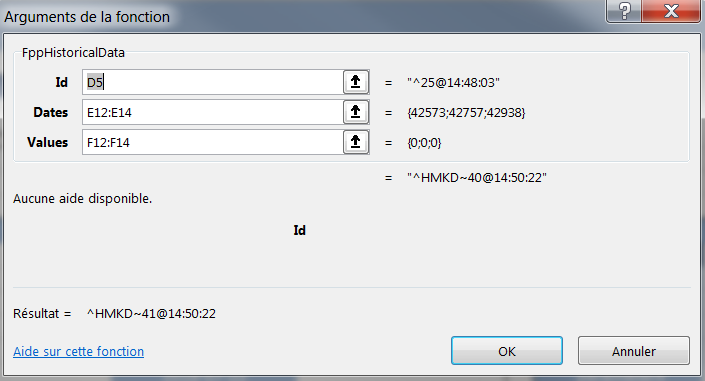 Arguments de la fonction
FppHistoricalData
Id D5 = "^25@14:48:03"
Dates E12:E14 = {42573;42757;42938}
Values F12:F14 = {0;0;0}
= "^HMKD~40@14:50:22"
Aucune aide disponible.
Id
Résultat = ^HMKD~41@14:50:22
Aide sur cette fonction OK Annuler